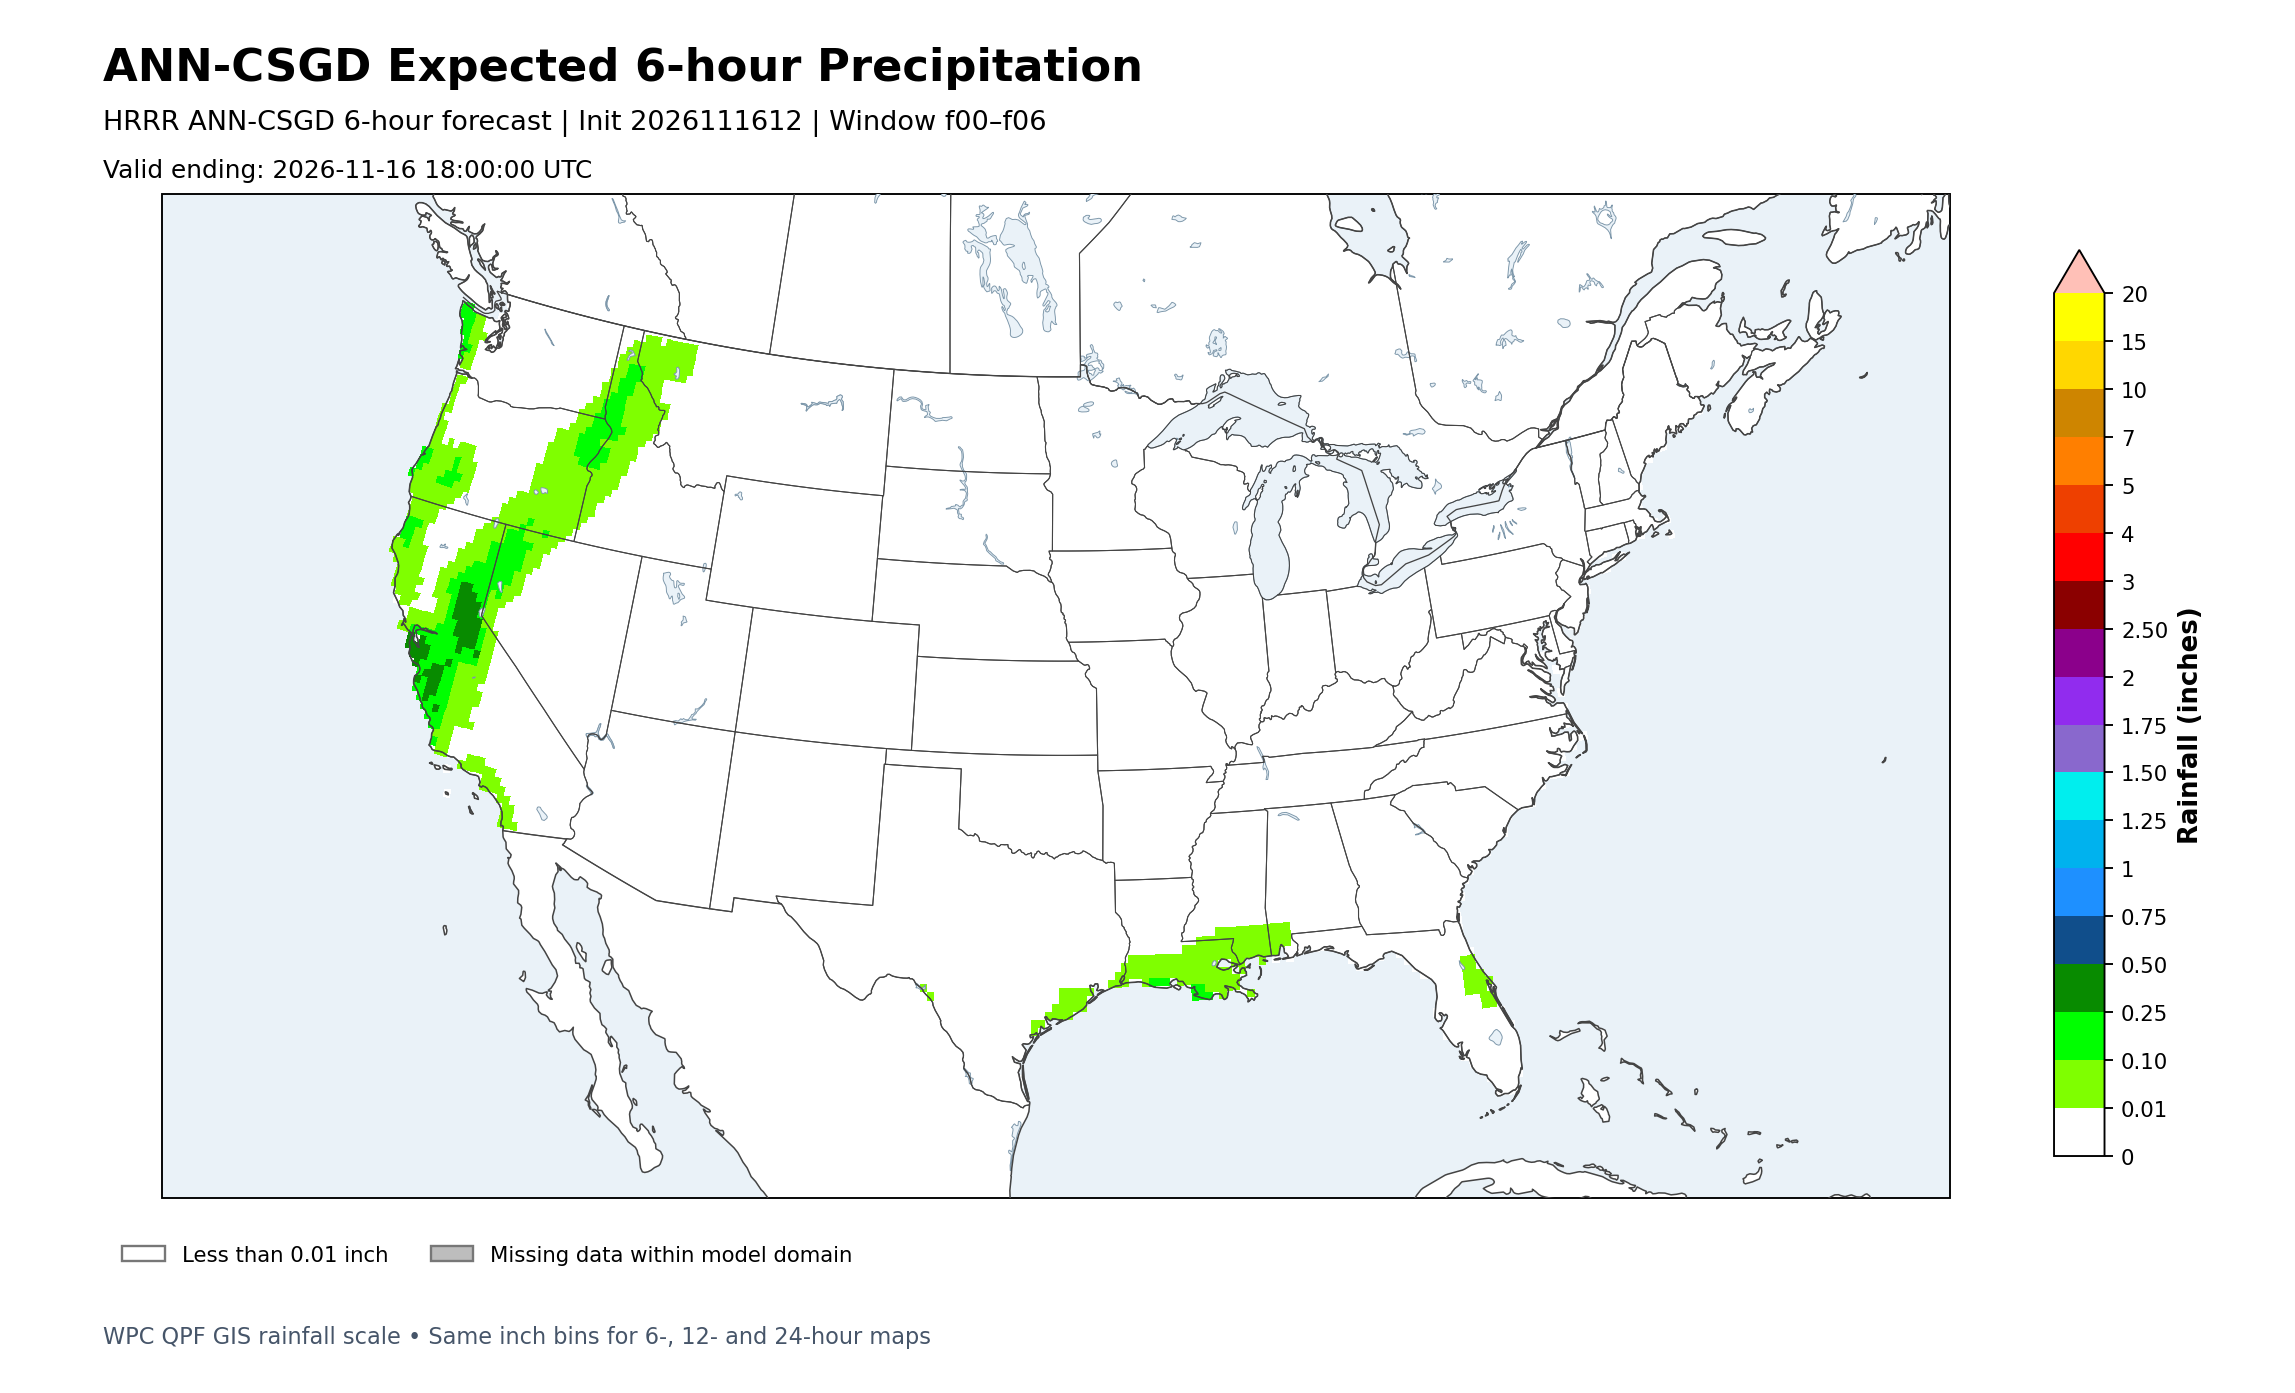 ANN-CSGD Expected 6-hour Precipitation
HRRR ANN-CSGD 6-hour forecast | Init 2026111612 | Window f00–f06
Valid ending: 2026-11-16 18:00:00 UTC
20
15
10
7
5
4
3
2.50
2
1.75
1.50
1.25
1
0.75
0.50
0.25
0.10
0.01
0
Rainfall (inches)
Less than 0.01 inch
Missing data within model domain
WPC QPF GIS rainfall scale • Same inch bins for 6-, 12- and 24-hour maps